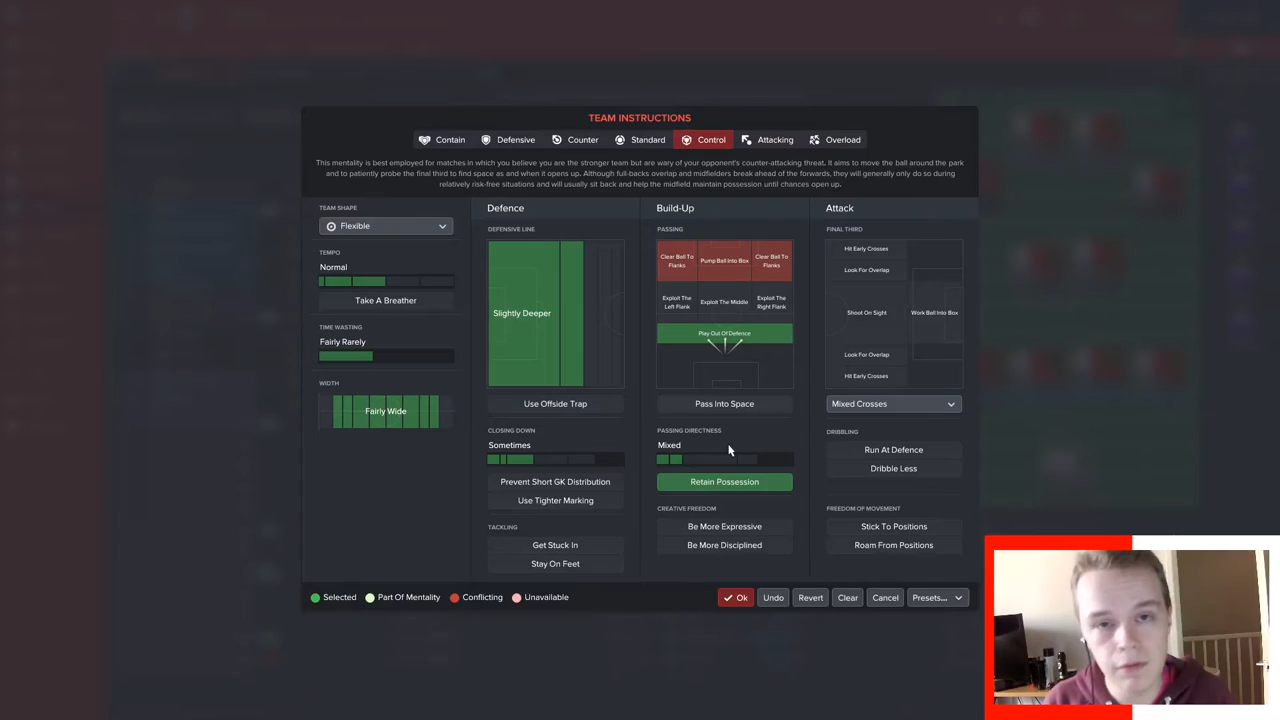 TEAM INSTRUCTIONS
Contain Defensive Counter Standard Control Attacking Overload
This mentality is best employed for matches in which you believe you are the stronger team but are wary of your opponent's counter-attacking threat. It aims to move the ball around the park
and to patiently probe the final third to find space as and when it opens up. Although full-backs overlap and midfielders break ahead of the forwards, they will generally only do so during
relatively risk-free situations and will usually sit back and help the midfield maintain possession until chances open up.
TEAM SHAPE
Flexible
TEMPO
Normal
Take A Breather
TIME WASTING
Fairly Rarely
WIDTH
Fairly Wide
Defence
DEFENSIVE LINE
Slightly Deeper
Use Offside Trap
CLOSING DOWN
Sometimes
Prevent Short GK Distribution
Use Tighter Marking
TACKLING
Get Stuck In
Stay On Feet
Build-Up
PASSING
Clear Ball To
Flanks
Pump Ball Into Box
Clear Ball To
Flanks
Exploit The
Left Flank
Exploit The Middle
Exploit The
Right Flank
Play Out Of Defence
Pass Into Space
PASSING DIRECTNESS
Mixed
Retain Possession
CREATIVE FREEDOM
Be More Expressive
Be More Disciplined
Attack
FINAL THIRD
Hit Early Crosses
Look For Overlap
Shoot On Sight
Work Ball Into Box
Look For Overlap
Hit Early Crosses
Mixed Crosses
DRIBBLING
Run At Defence
Dribble Less
FREEDOM OF MOVEMENT
Stick To Positions
Roam From Positions
Selected Part Of Mentality Conflicting Unavailable
Ok Undo Revert Clear Cancel Presets...